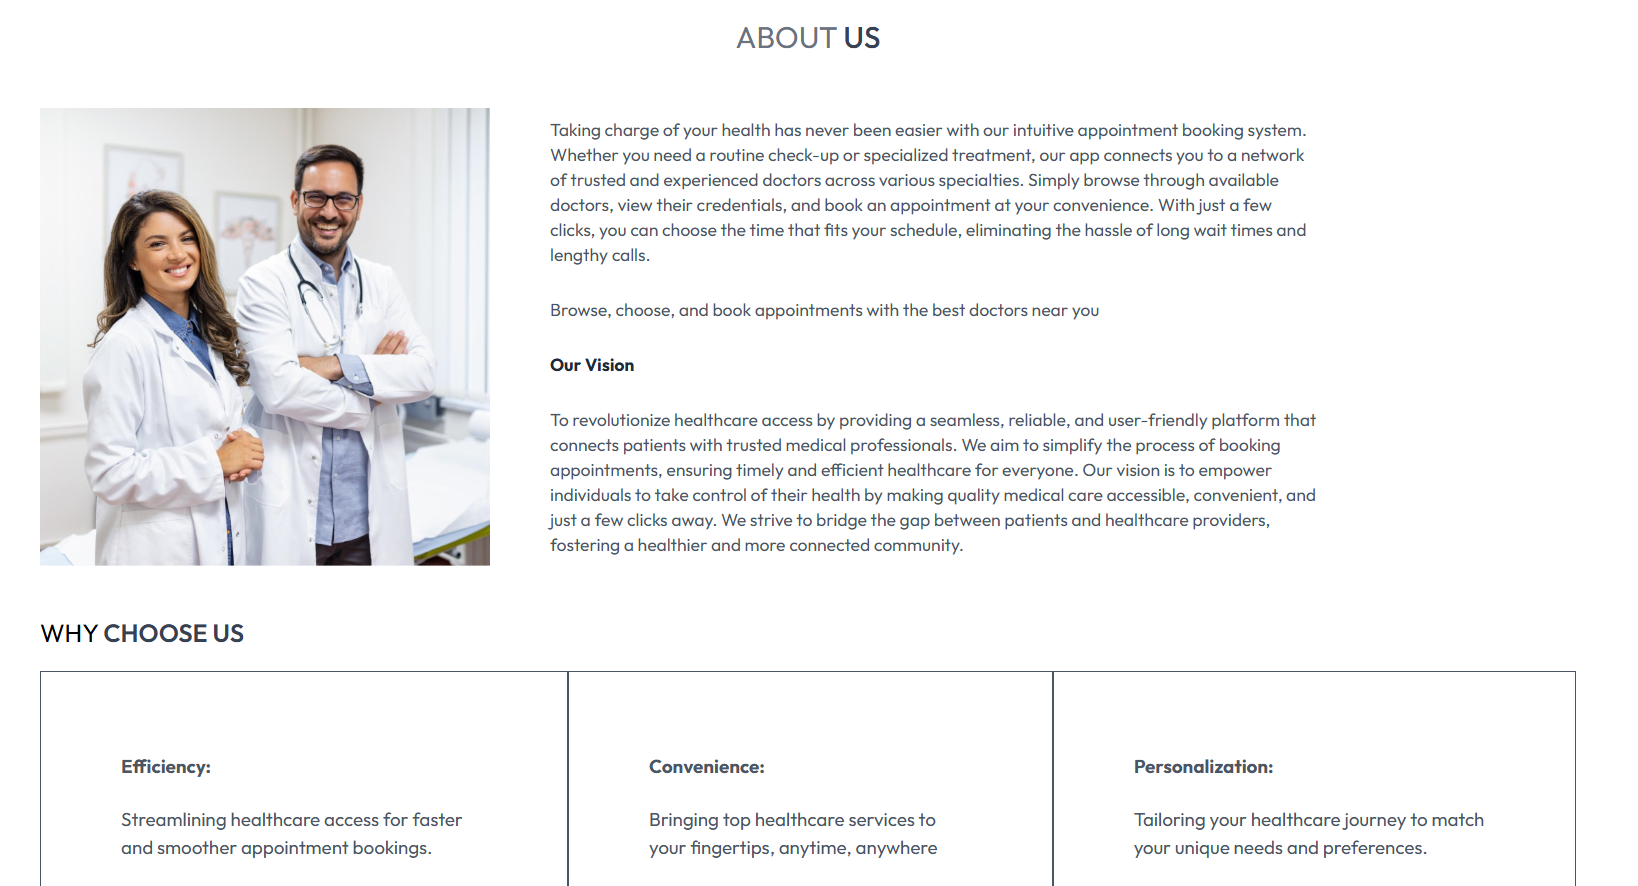 ABOUT US
Taking charge of your health has never been easier with our intuitive appointment booking system.
Whether you need a routine check-up or specialized treatment, our app connects you to a network
of trusted and experienced doctors across various specialties. Simply browse through available
doctors, view their credentials, and book an appointment at your convenience. With just a few
clicks, you can choose the time that fits your schedule, eliminating the hassle of long wait times and
lengthy calls.
Browse, choose, and book appointments with the best doctors near you
Our Vision
To revolutionize healthcare access by providing a seamless, reliable, and user-friendly platform that
connects patients with trusted medical professionals. We aim to simplify the process of booking
appointments, ensuring timely and efficient healthcare for everyone. Our vision is to empower
individuals to take control of their health by making quality medical care accessible, convenient, and
just a few clicks away. We strive to bridge the gap between patients and healthcare providers,
fostering a healthier and more connected community.
WHY CHOOSE US
Efficiency:
Streamlining healthcare access for faster
and smoother appointment bookings.
Convenience:
Bringing top healthcare services to
your fingertips, anytime, anywhere
Personalization:
Tailoring your healthcare journey to match
your unique needs and preferences.